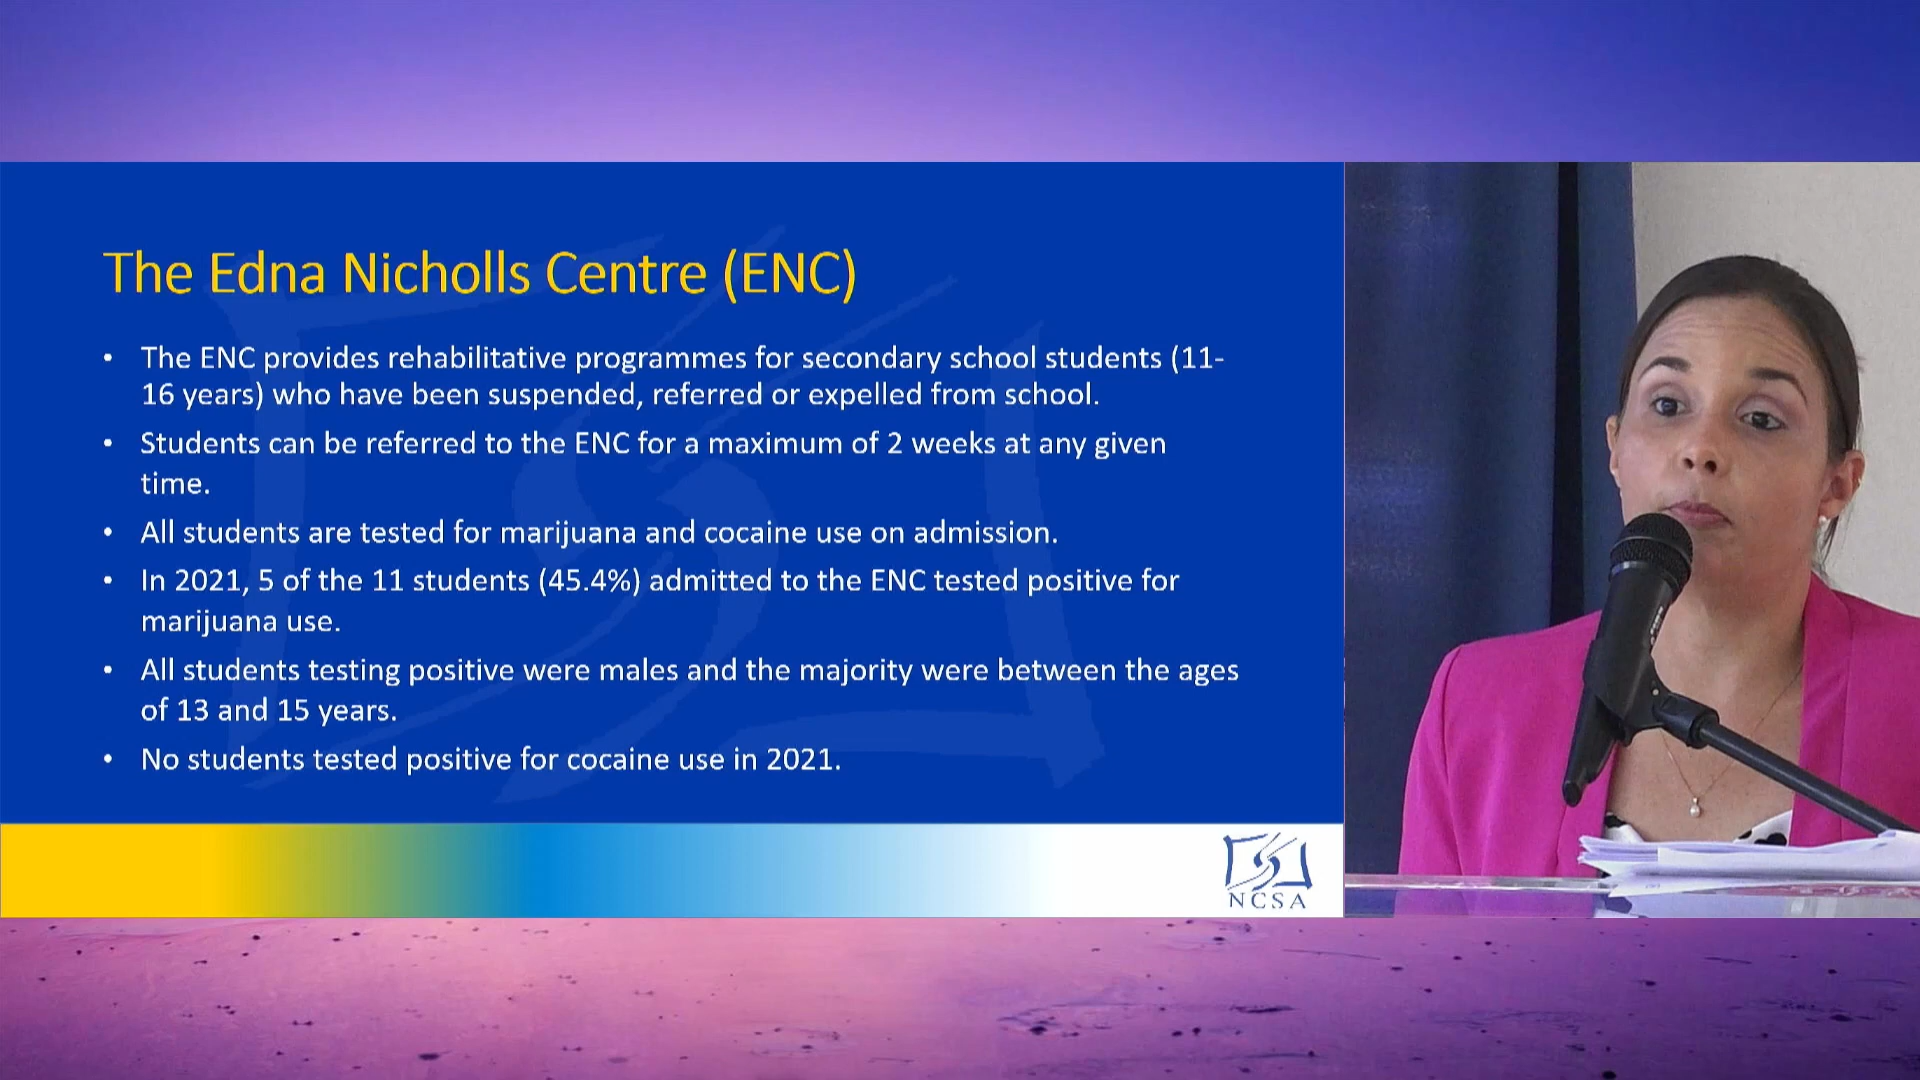 The Edna Nicholls Centre (ENC)
• The ENC provides rehabilitative programmes for secondary school students (11-
16 years) who have been suspended, referred or expelled from school.
• Students can be referred to the ENC for a maximum of 2 weeks at any given
time.
• All students are tested for marijuana and cocaine use on admission.
• In 2021, 5 of the 11 students (45.4%) admitted to the ENC tested positive for
marijuana use.
• All students testing positive were males and the majority were between the ages
of 13 and 15 years.
• No students tested positive for cocaine use in 2021.
NCSA